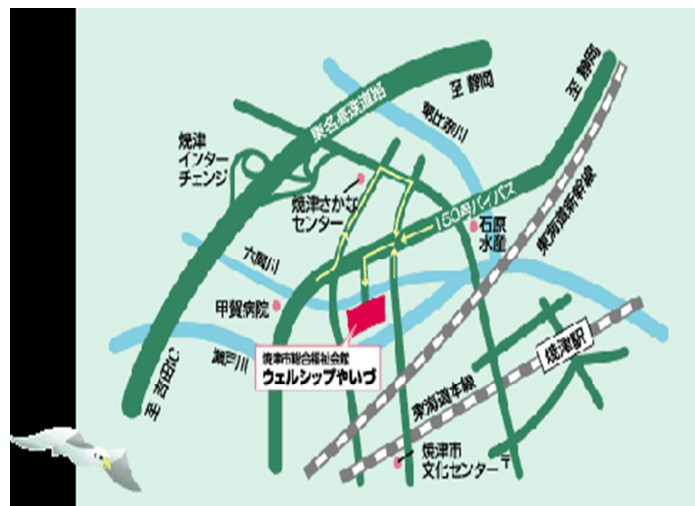 至 静岡
至 静岡
東名高速道路
朝比奈川
焼津
インター
チェンジ
焼津さかな
センター
150号バイパス
石原
水産
東海道新幹線
六間川
甲賀病院
瀬戸川
焼津市総合福祉会館
ウェルシップやいづ
焼津駅
至 吉田IC
東海道本線
焼津市
文化センター
〒